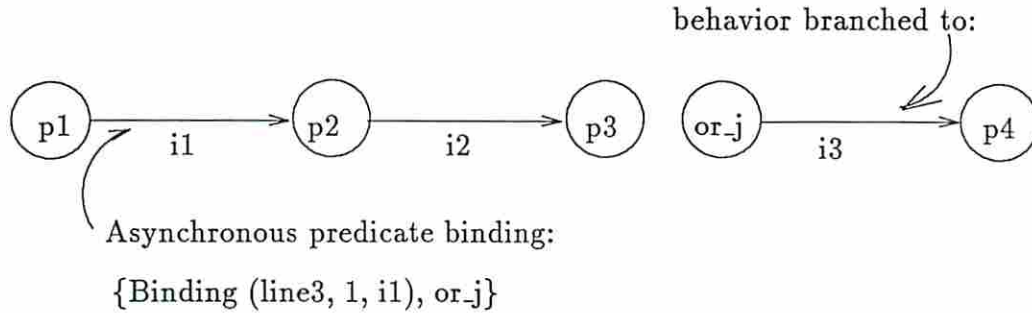 behavior branched to:
p1 p2 p3 or_j p4
i1 i2 i3
Asynchronous predicate binding:
{Binding (line3, 1, i1), or_j}